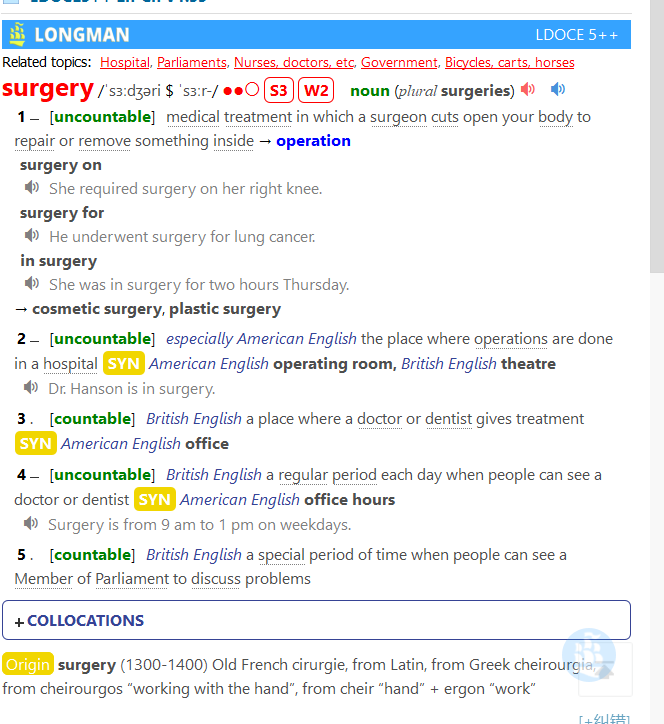 LONGMAN LDOCE 5++
Related topics: Hospital, Parliaments, Nurses, doctors, etc, Government, Bicycles, carts, horses
surgery /ˈsɜːdʒəri $ ˈsɜːr-/ ●●○ S3 W2 noun (plural surgeries)
1 – [uncountable] medical treatment in which a surgeon cuts open your body to
repair or remove something inside → operation
surgery on
She required surgery on her right knee.
surgery for
He underwent surgery for lung cancer.
in surgery
She was in surgery for two hours Thursday.
→ cosmetic surgery, plastic surgery
2 – [uncountable] especially American English the place where operations are done
in a hospital SYN American English operating room, British English theatre
Dr. Hanson is in surgery.
3 . [countable] British English a place where a doctor or dentist gives treatment
SYN American English office
4 – [uncountable] British English a regular period each day when people can see a
doctor or dentist SYN American English office hours
Surgery is from 9 am to 1 pm on weekdays.
5 . [countable] British English a special period of time when people can see a
Member of Parliament to discuss problems
+ COLLOCATIONS
Origin surgery (1300-1400) Old French cirurgie, from Latin, from Greek cheirourgia,
from cheirourgos “working with the hand”, from cheir “hand” + ergon “work”
[+纠错]